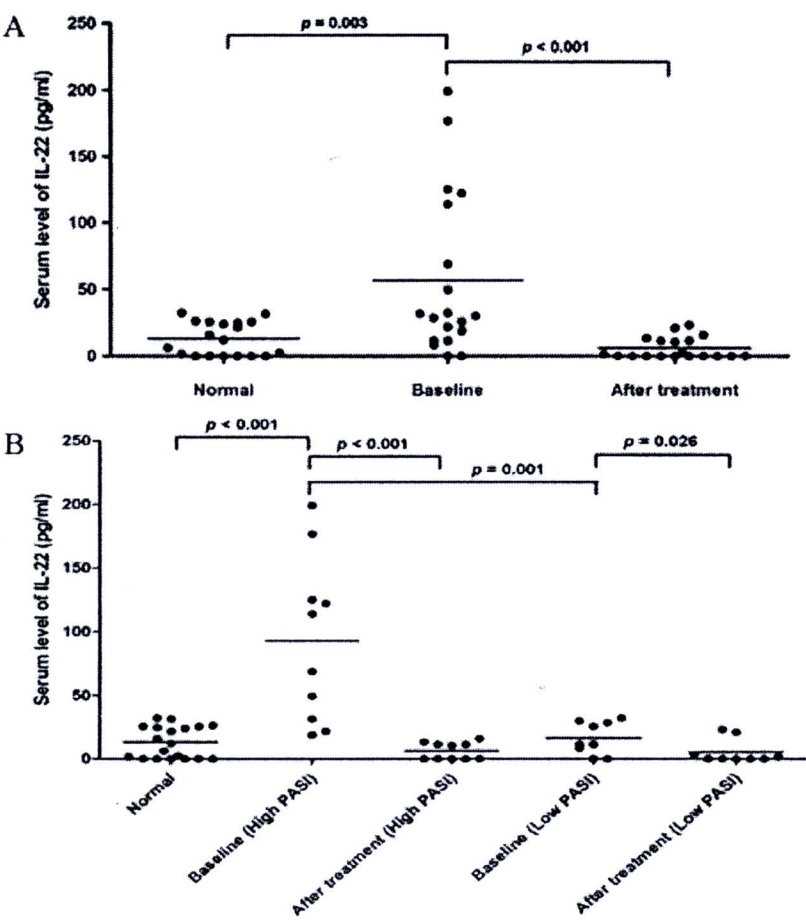 A
p = 0.003
p < 0.001
Serum level of IL-22 (pg/ml)
250
200
150
100
50
0
Normal
Baseline
After treatment
B
p < 0.001
p < 0.001
p = 0.001
p = 0.026
Serum level of IL-22 (pg/ml)
250
200
150
100
50
0
Normal
Baseline (High PASI)
After treatment (High PASI)
Baseline (Low PASI)
After treatment (Low PASI)